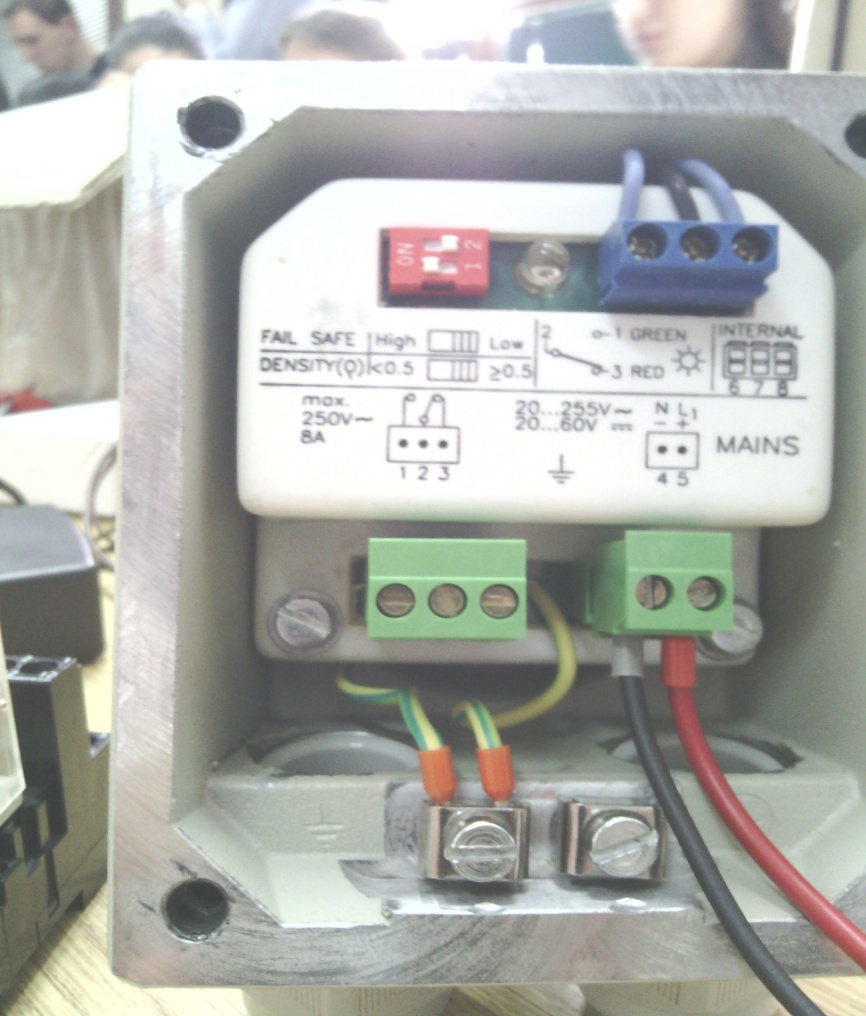 ON 1 2
FAIL SAFE High Low
DENSITY(Q) <0.5 ≥0.5
2 1 GREEN
3 RED
INTERNAL
6 7 8
max.
250V~
8A
1 2 3
20...255V~
20...60V
N L1
- +
4 5
MAINS